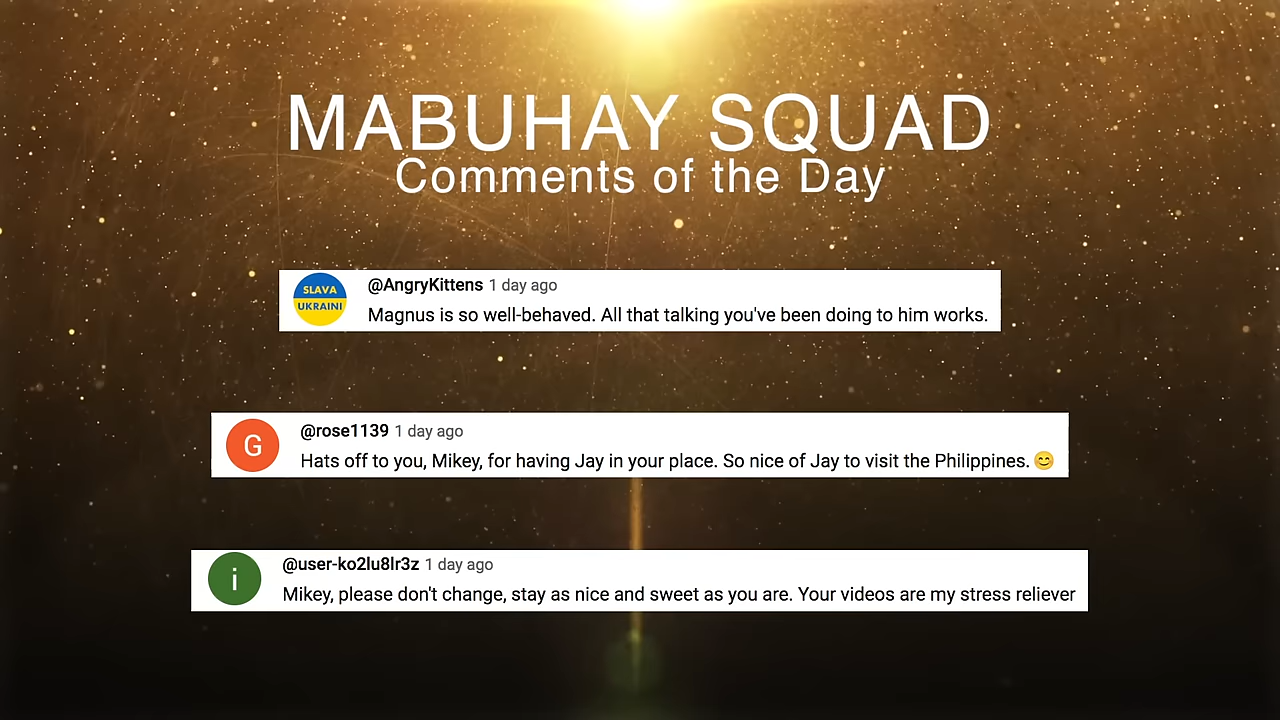 MABUHAY SQUAD
Comments of the Day
SLAVA
UKRAINI
@AngryKittens 1 day ago
Magnus is so well-behaved. All that talking you've been doing to him works.
G
@rose1139 1 day ago
Hats off to you, Mikey, for having Jay in your place. So nice of Jay to visit the Philippines. 😊
i
@user-ko2lu8lr3z 1 day ago
Mikey, please don't change, stay as nice and sweet as you are. Your videos are my stress reliever